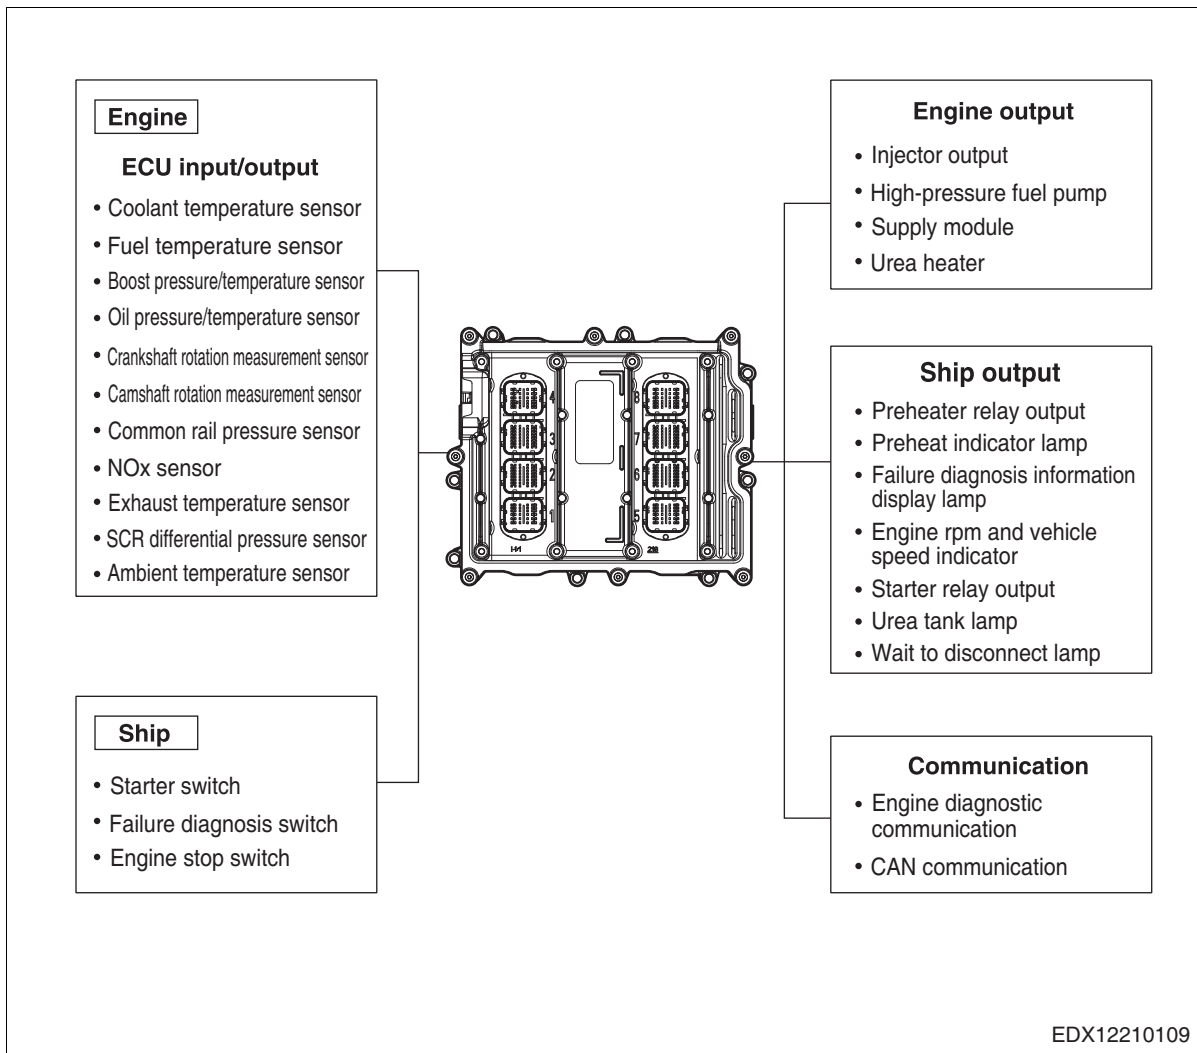 Engine
ECU input/output
• Coolant temperature sensor
• Fuel temperature sensor
• Boost pressure/temperature sensor
• Oil pressure/temperature sensor
• Crankshaft rotation measurement sensor
• Camshaft rotation measurement sensor
• Common rail pressure sensor
• NOx sensor
• Exhaust temperature sensor
• SCR differential pressure sensor
• Ambient temperature sensor
Ship
• Starter switch
• Failure diagnosis switch
• Engine stop switch
4
3
2
1
8
7
6
5
Engine output
• Injector output
• High-pressure fuel pump
• Supply module
• Urea heater
Ship output
• Preheater relay output
• Preheat indicator lamp
• Failure diagnosis information
display lamp
• Engine rpm and vehicle
speed indicator
• Starter relay output
• Urea tank lamp
• Wait to disconnect lamp
Communication
• Engine diagnostic
communication
• CAN communication
EDX12210109